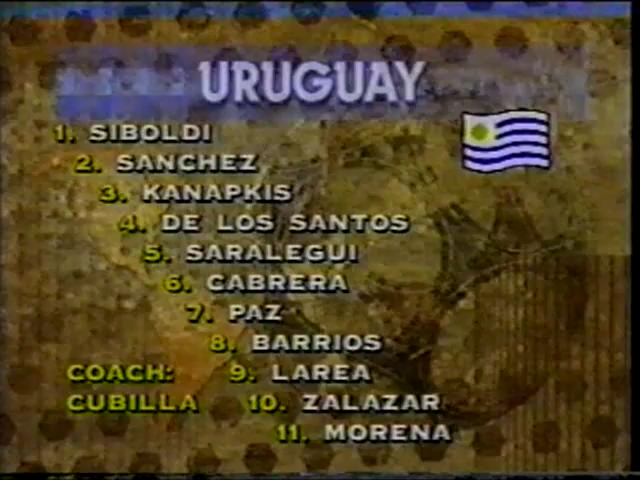 URUGUAY
1. SIBOLDI
2. SANCHEZ
3. KANAPKIS
4. DE LOS SANTOS
5. SARALEGUI
6. CABRERA
7. PAZ
8. BARRIOS
COACH: 9. LAREA
CUBILLA 10. ZALAZAR
11. MORENA